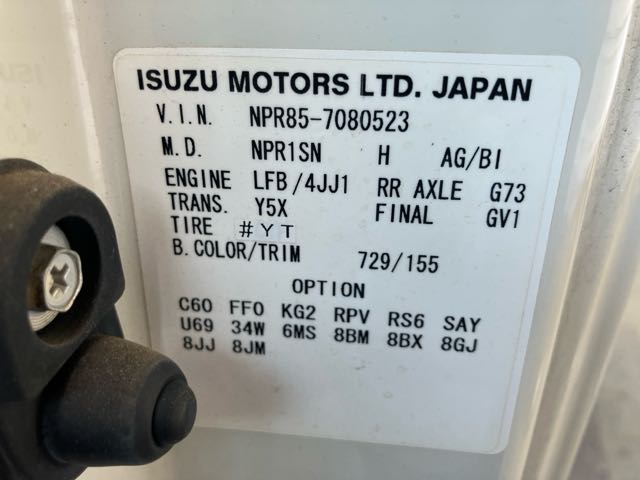 ISUZU MOTORS LTD. JAPAN
V.I.N. NPR85-7080523
M.D. NPR1SN H AG/BI
ENGINE LFB/4JJ1 RR AXLE G73
TRANS. Y5X FINAL GV1
TIRE #YT
B.COLOR/TRIM 729/155
OPTION
C60 FF0 KG2 RPV RS6 SAY
U69 34W 6MS 8BM 8BX 8GJ
8JJ 8JM